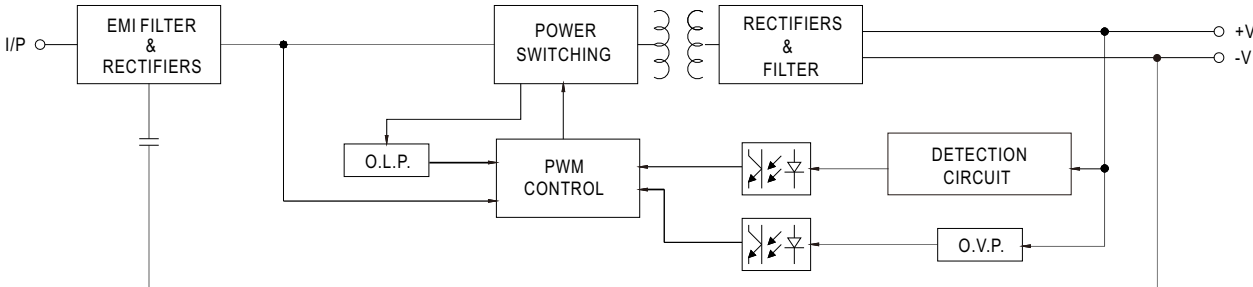 I/P
EMI FILTER
&
RECTIFIERS
POWER
SWITCHING
RECTIFIERS
&
FILTER
+V
-V
O.L.P.
PWM
CONTROL
DETECTION
CIRCUIT
O.V.P.